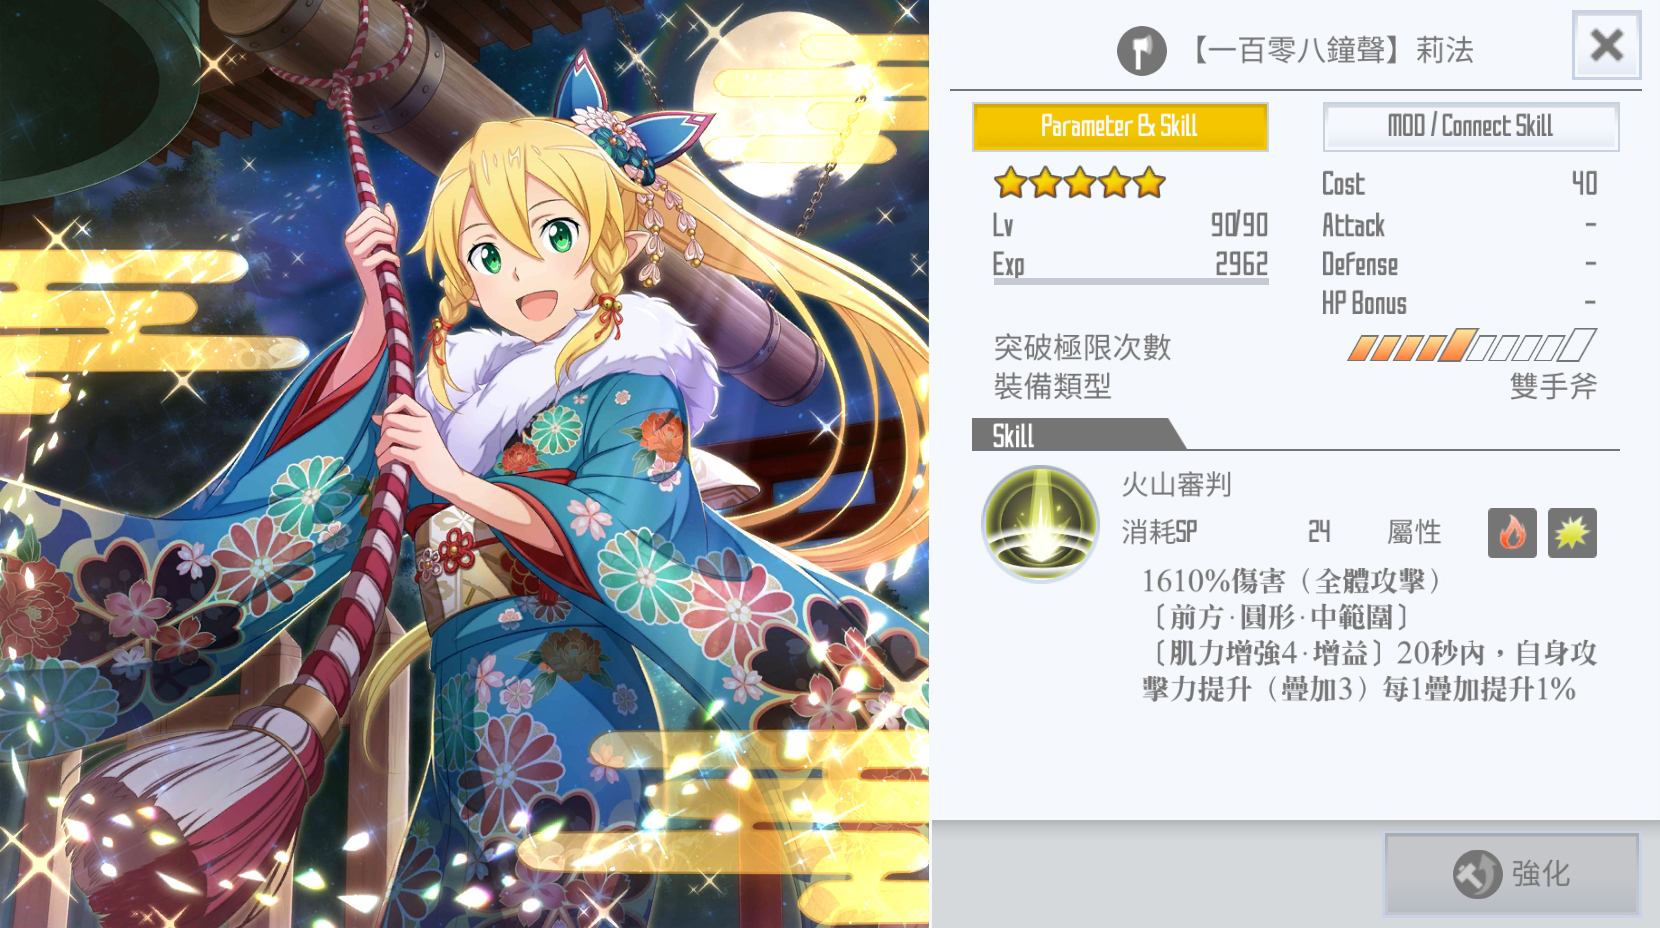 【一百零八鐘聲】莉法
Parameter & Skill
MOD / Connect Skill
Cost 40
Lv 90/90
Attack -
Exp 2962
Defense -
HP Bonus -
突破極限次數
裝備類型 雙手斧
Skill
火山審判
消耗SP 24 屬性
1610%傷害（全體攻擊）
〔前方·圓形·中範圍〕
〔肌力增強4·增益〕20秒內，自身攻
擊力提升（疊加3）每1疊加提升1%
強化